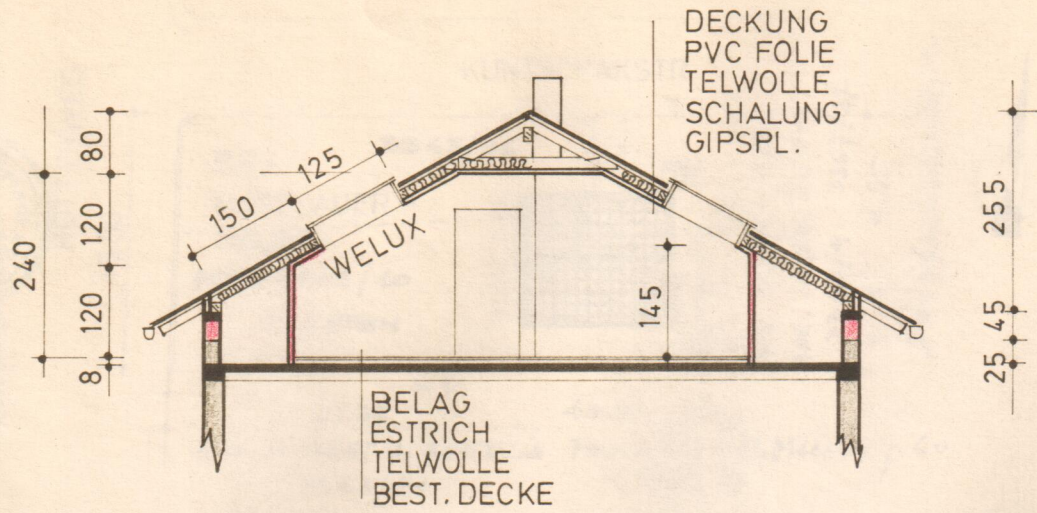 DECKUNG
PVC FOLIE
TELWOLLE
SCHALUNG
GIPSPL.
80
125
150
120
240
120
8
WELUX
145
255
45
25
BELAG
ESTRICH
TELWOLLE
BEST. DECKE